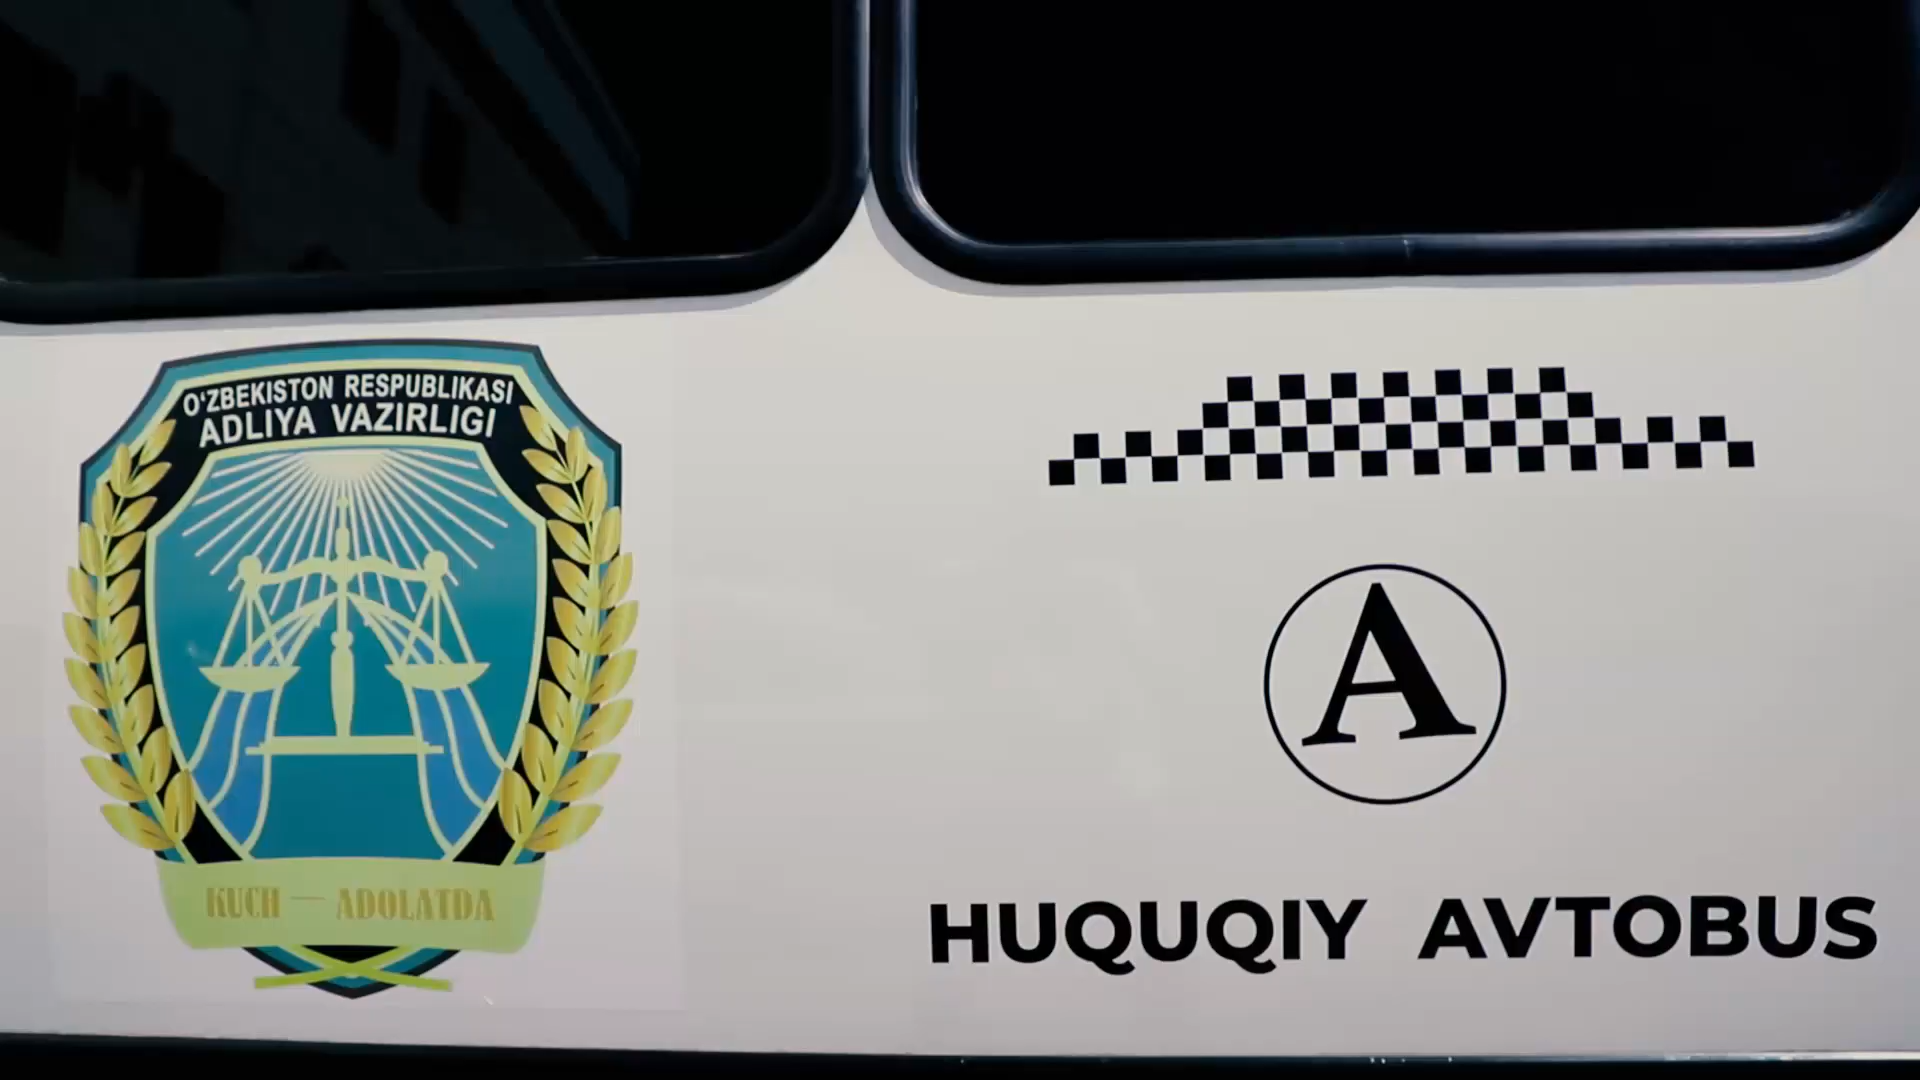 O‘ZBEKISTON RESPUBLIKASI
ADLIYA VAZIRLIGI
KUCH — ADOLATDA
A
HUQUQIY AVTOBUS